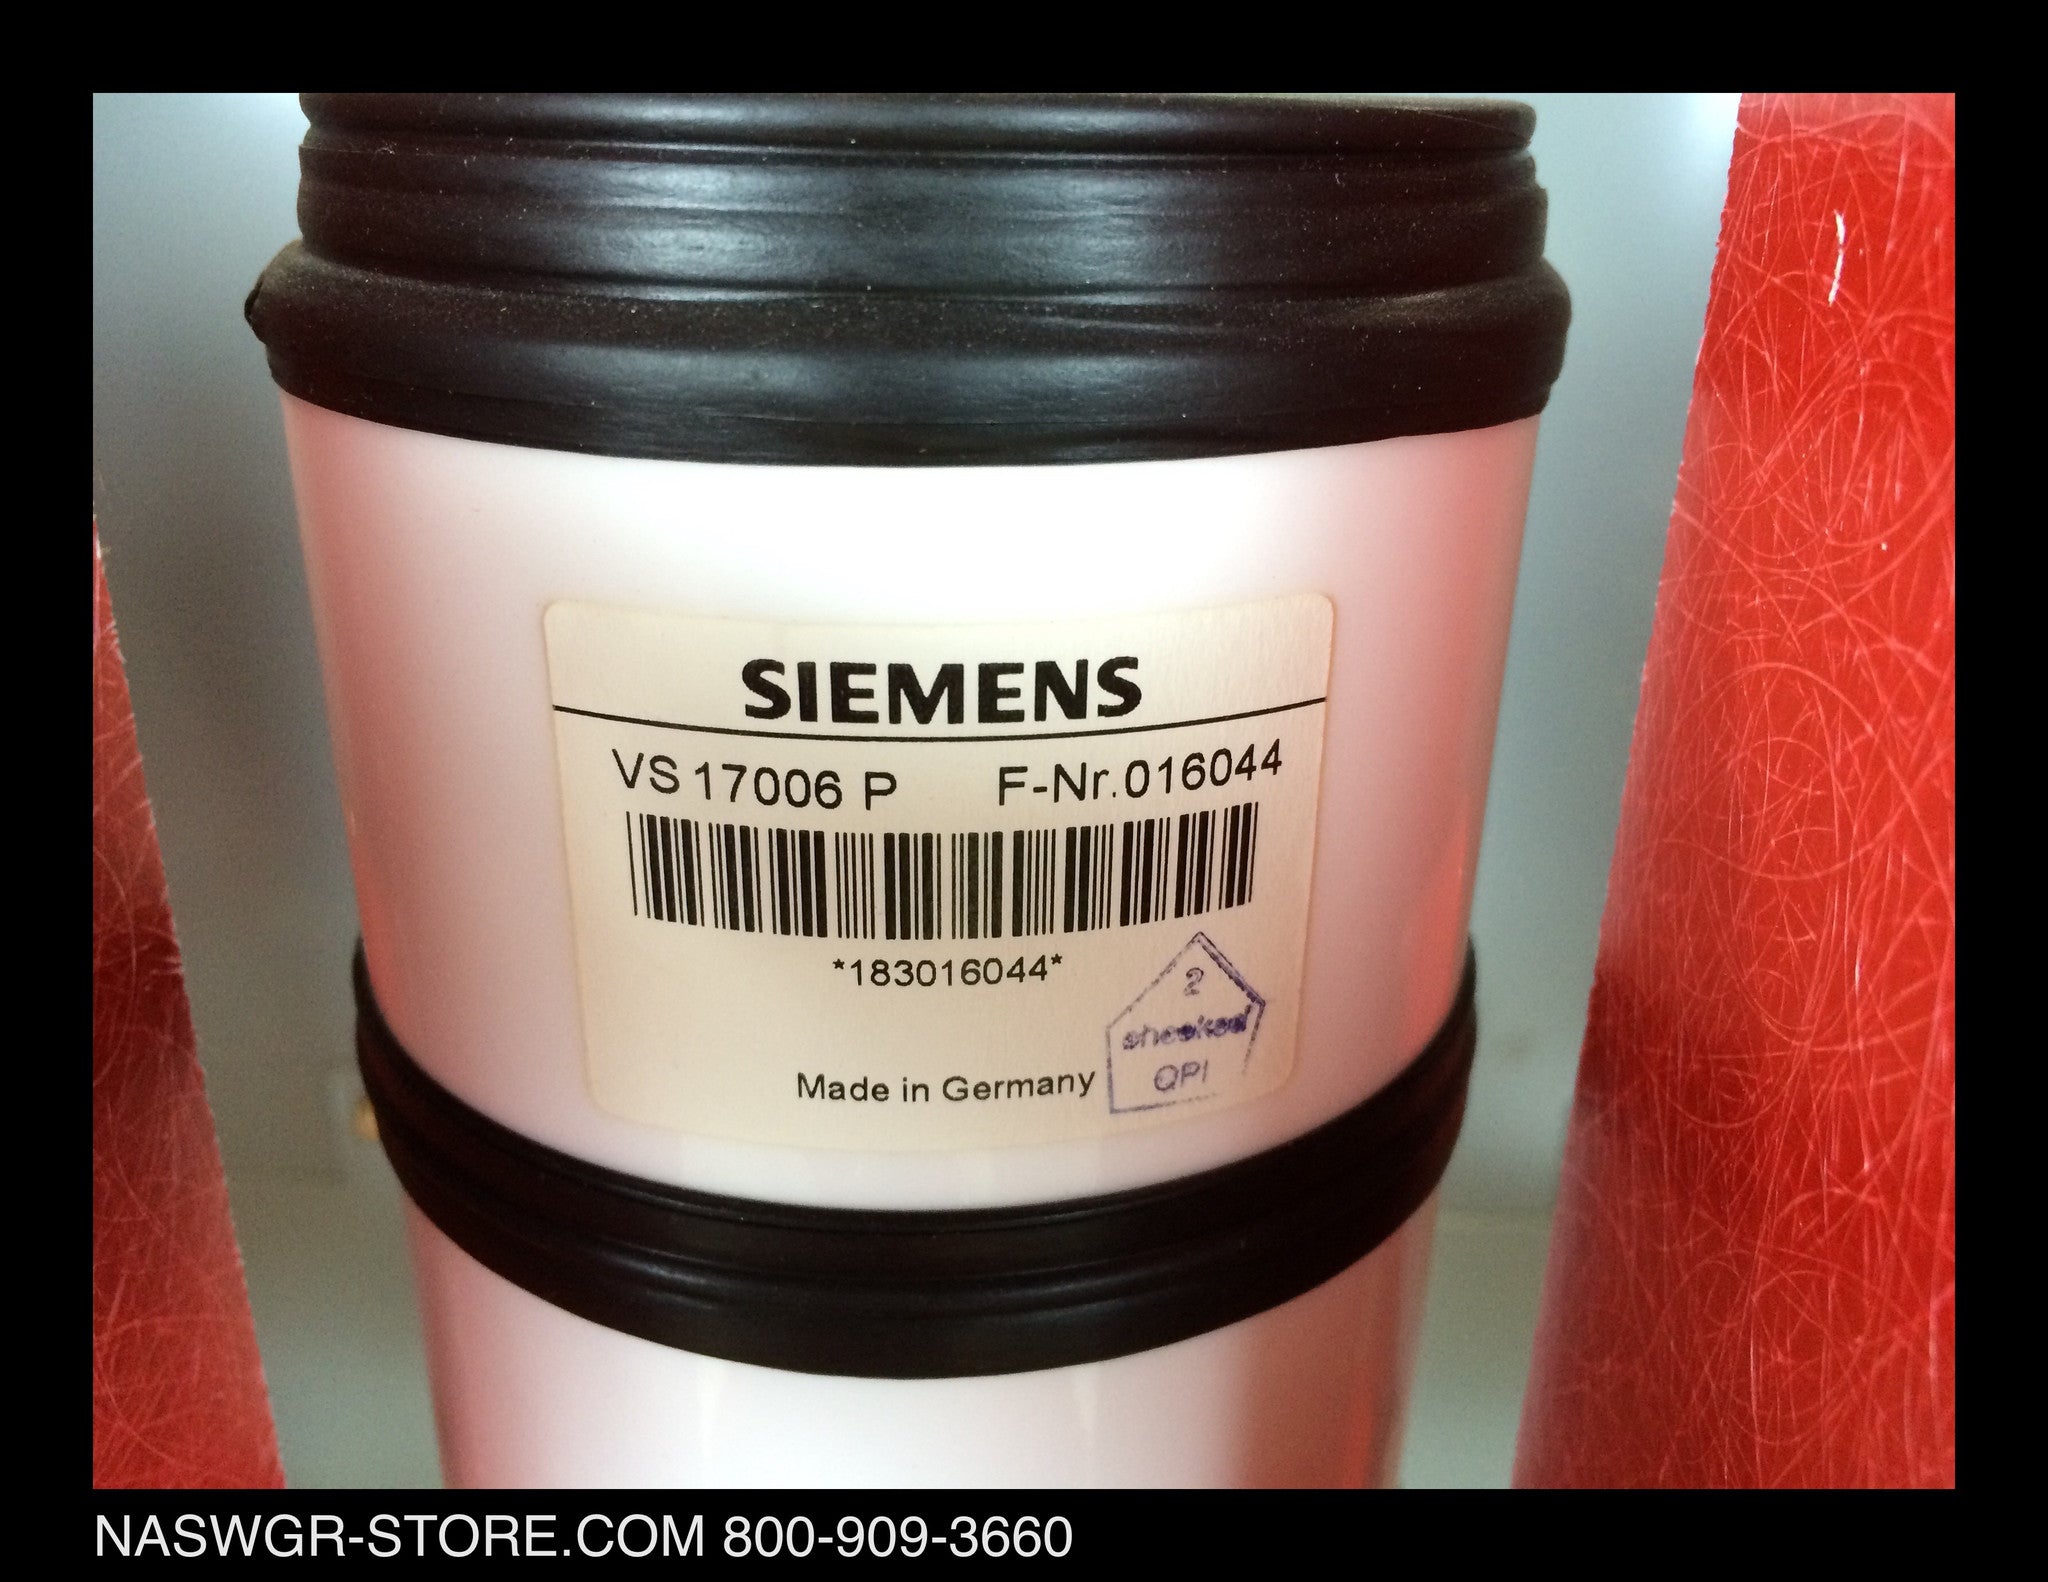 SIEMENS
VS 17006 P F-Nr. 016044
*183016044*
2
checked
Made in Germany QPI
NASWGR-STORE.COM 800-909-3660